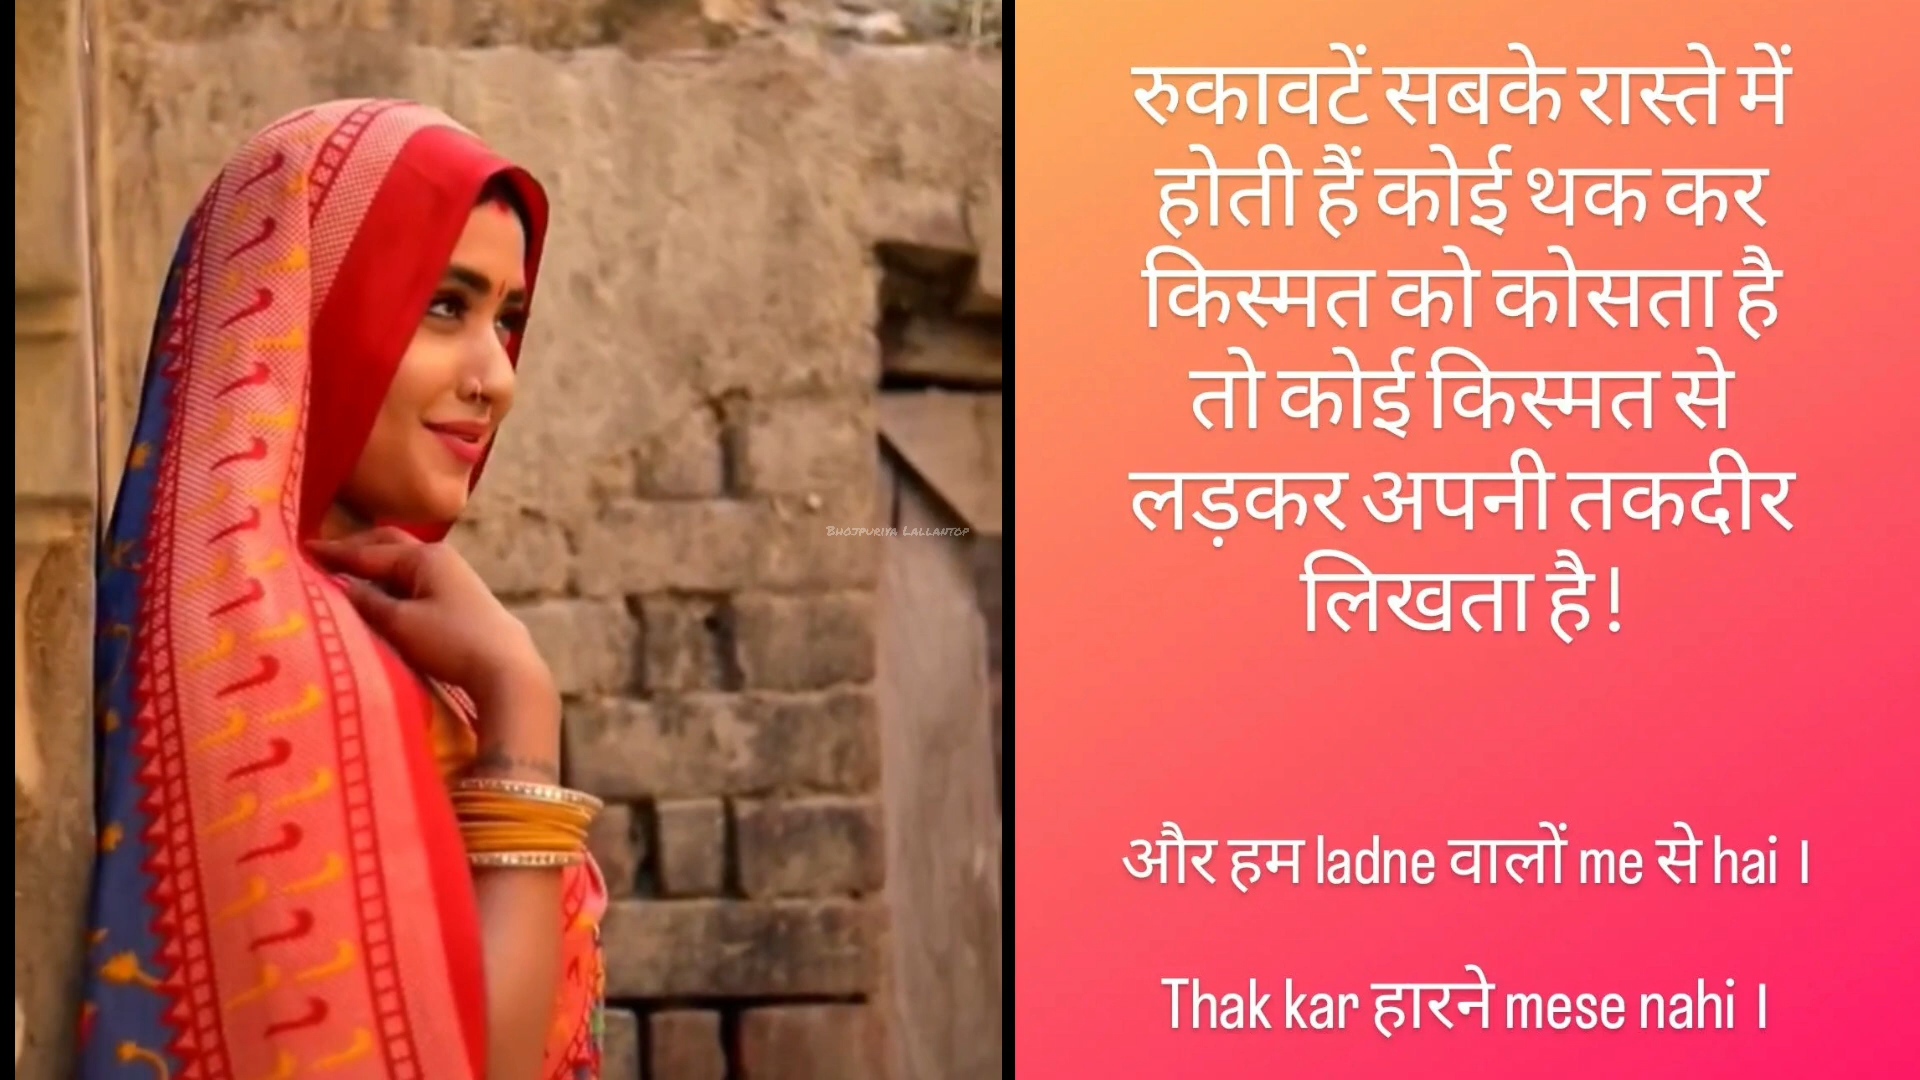 रुकावटें सबके रास्ते में
होती हैं कोई थक कर
किस्मत को कोसता है
तो कोई किस्मत से
लड़कर अपनी तकदीर
लिखता है!
और हम ladne वालों me से hai ।
Thak kar हारने mese nahi ।
BHOJPURIYA LALLANTOP